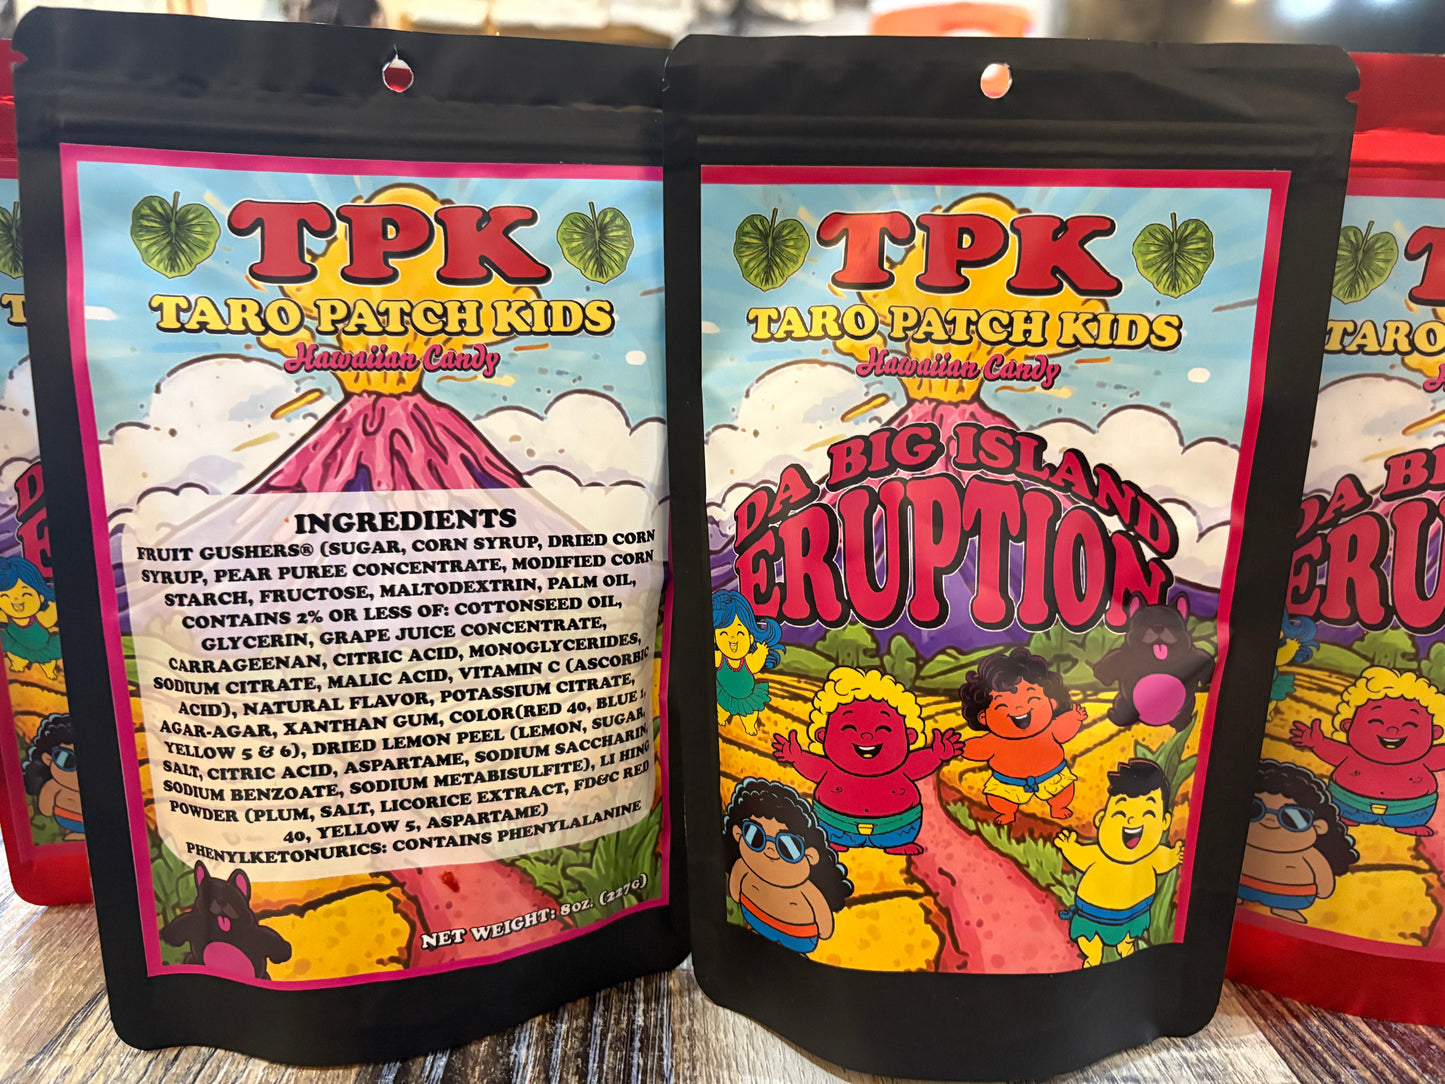 TPK
TARO PATCH KIDS
Hawaiian Candy
INGREDIENTS
FRUIT GUSHERS® (SUGAR, CORN SYRUP, DRIED CORN
SYRUP, PEAR PUREE CONCENTRATE, MODIFIED CORN
STARCH, FRUCTOSE, MALTODEXTRIN, PALM OIL,
CONTAINS 2% OR LESS OF: COTTONSEED OIL,
GLYCERIN, GRAPE JUICE CONCENTRATE,
CARRAGEENAN, CITRIC ACID, MONOGLYCERIDES,
SODIUM CITRATE, MALIC ACID, VITAMIN C (ASCORBIC
ACID), NATURAL FLAVOR, POTASSIUM CITRATE,
AGAR-AGAR, XANTHAN GUM, COLOR(RED 40, BLUE 1,
YELLOW 5 & 6), DRIED LEMON PEEL (LEMON, SUGAR,
SALT, CITRIC ACID, ASPARTAME, SODIUM SACCHARIN,
SODIUM BENZOATE, SODIUM METABISULFITE), LI HING
POWDER (PLUM, SALT, LICORICE EXTRACT, FD&C RED
40, YELLOW 5, ASPARTAME)
PHENYLKETONURICS: CONTAINS PHENYLALANINE
NET WEIGHT: 8oz. (227G)
TPK
TARO PATCH KIDS
Hawaiian Candy
DA BIG ISLAND
ERUPTION
T
TARO
DA B
ERU